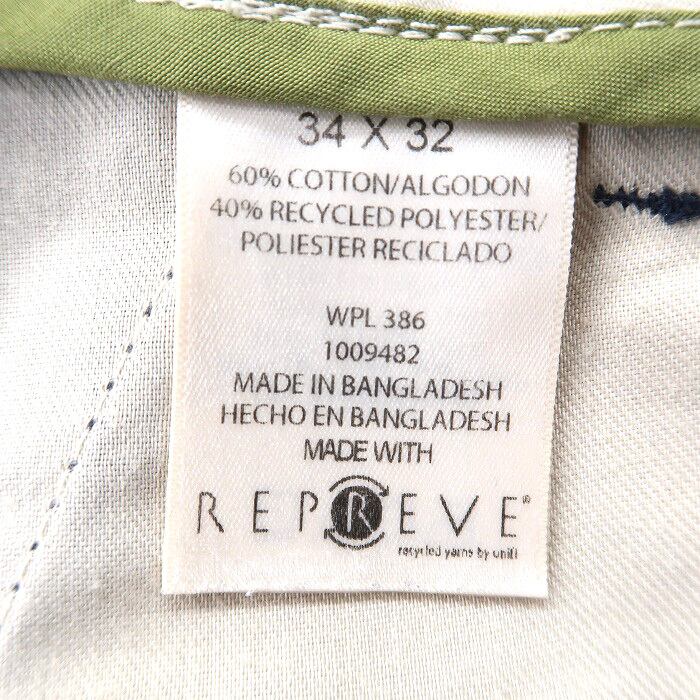 34 X 32
60% COTTON/ALGODON
40% RECYCLED POLYESTER/
POLIESTER RECICLADO
WPL 386
1009482
MADE IN BANGLADESH
HECHO EN BANGLADESH
MADE WITH
REPREVE®
recycled yarns by unifi